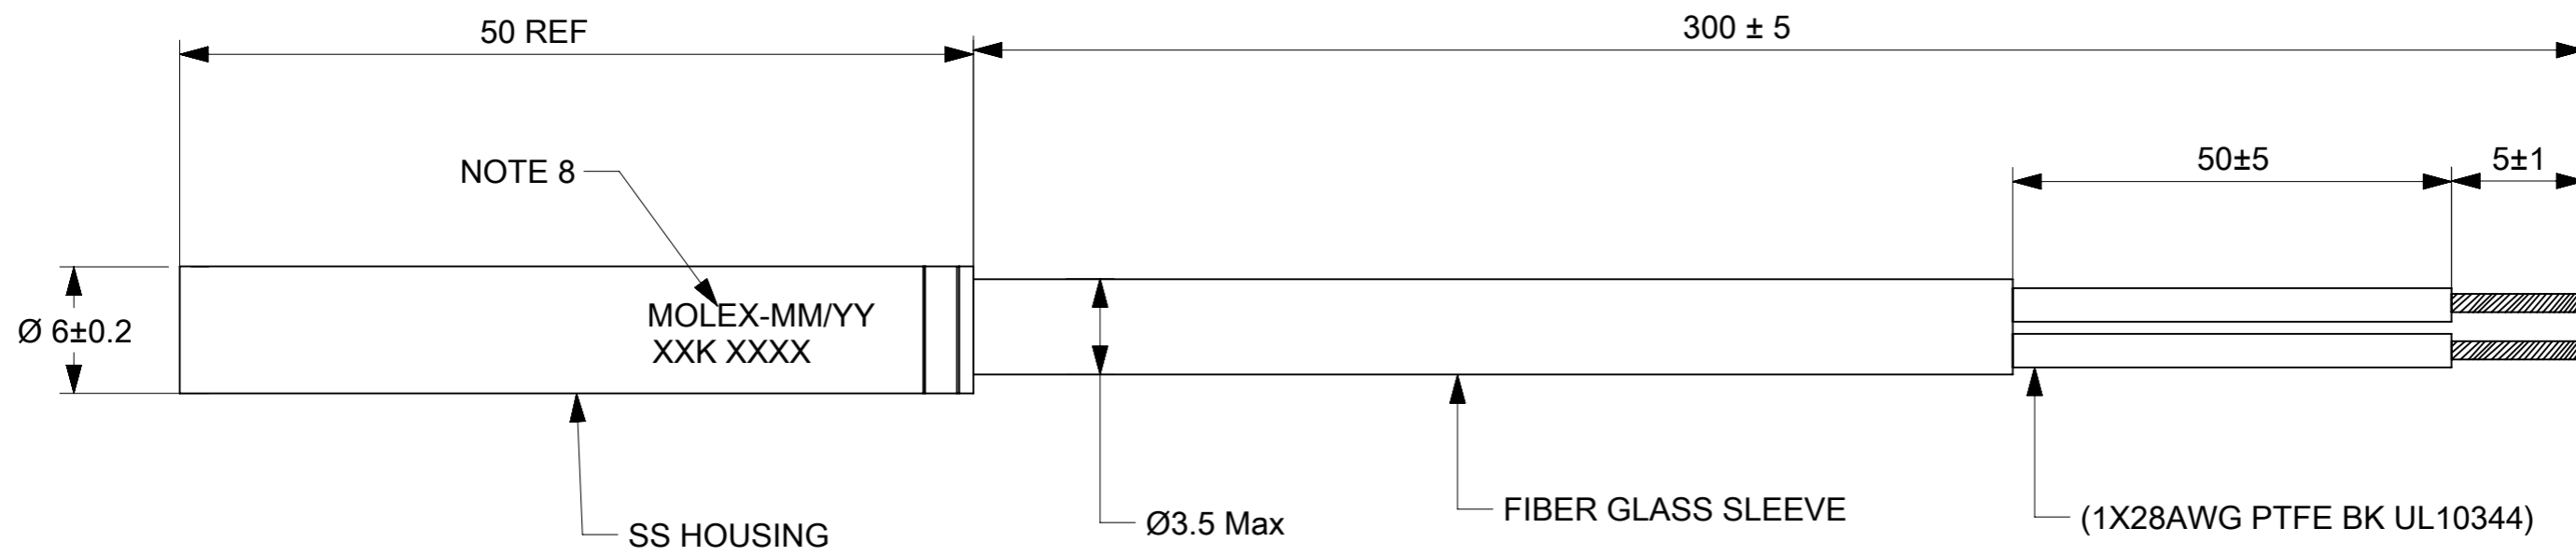 50 REF
300 ± 5
NOTE 8
50±5
5±1
Ø 6±0.2
MOLEX-MM/YY
XXK XXXX
SS HOUSING
Ø3.5 Max
FIBER GLASS SLEEVE
(1X28AWG PTFE BK UL10344)